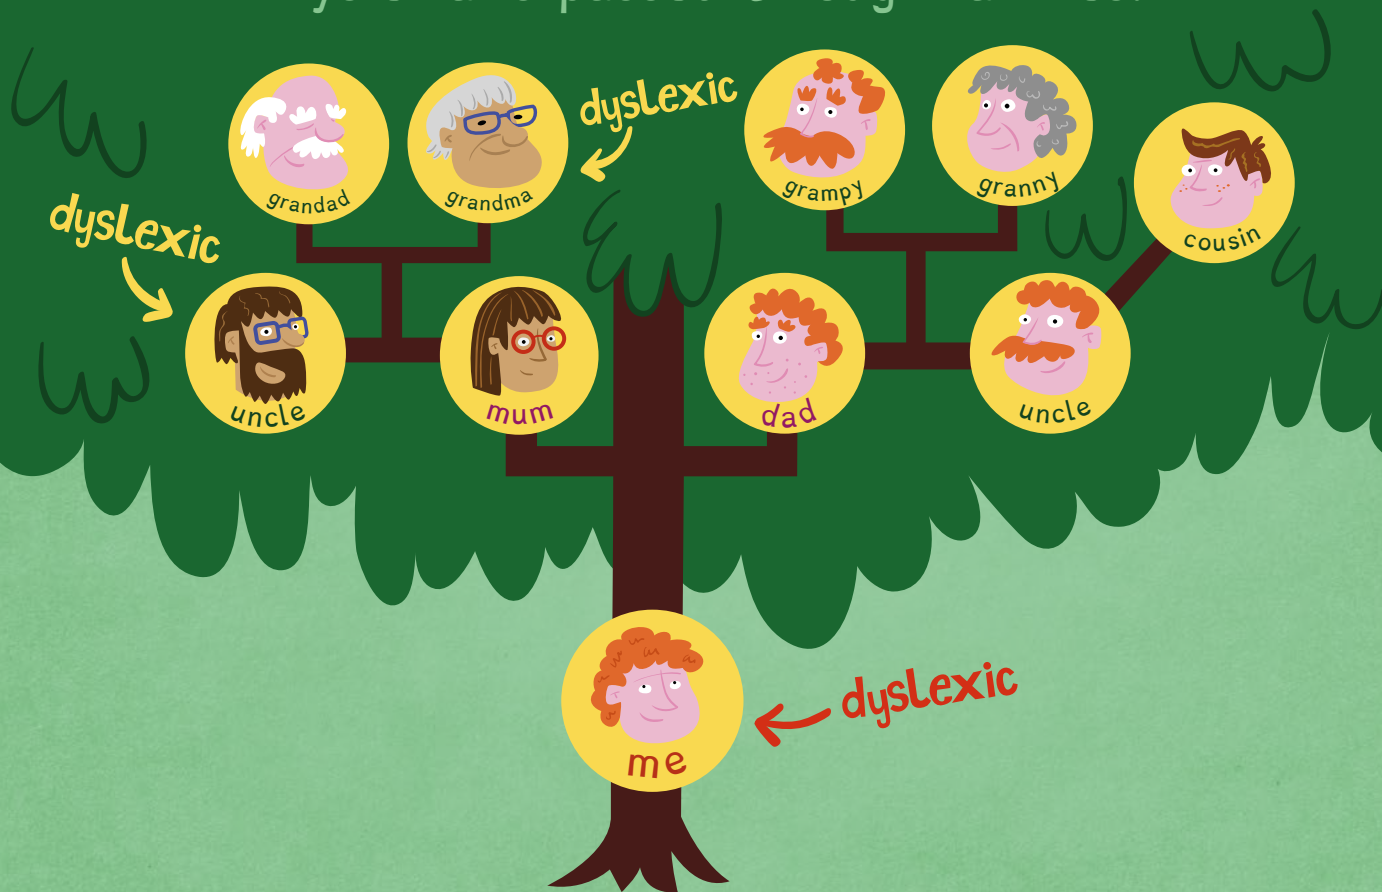 dyslexic
grandad
grandma
grampy
granny
cousin
dyslexic
uncle
mum
dad
uncle
me
dyslexic